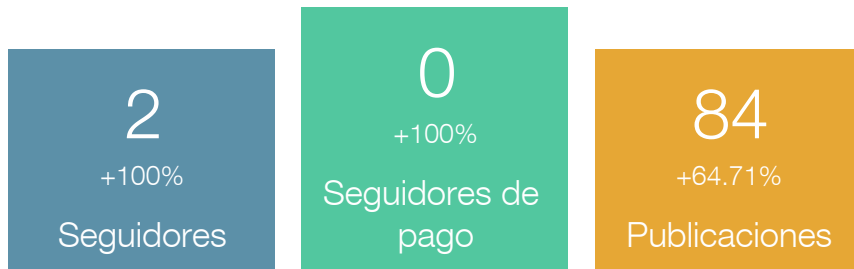 2
+100%
Seguidores
0
+100%
Seguidores de
pago
84
+64.71%
Publicaciones